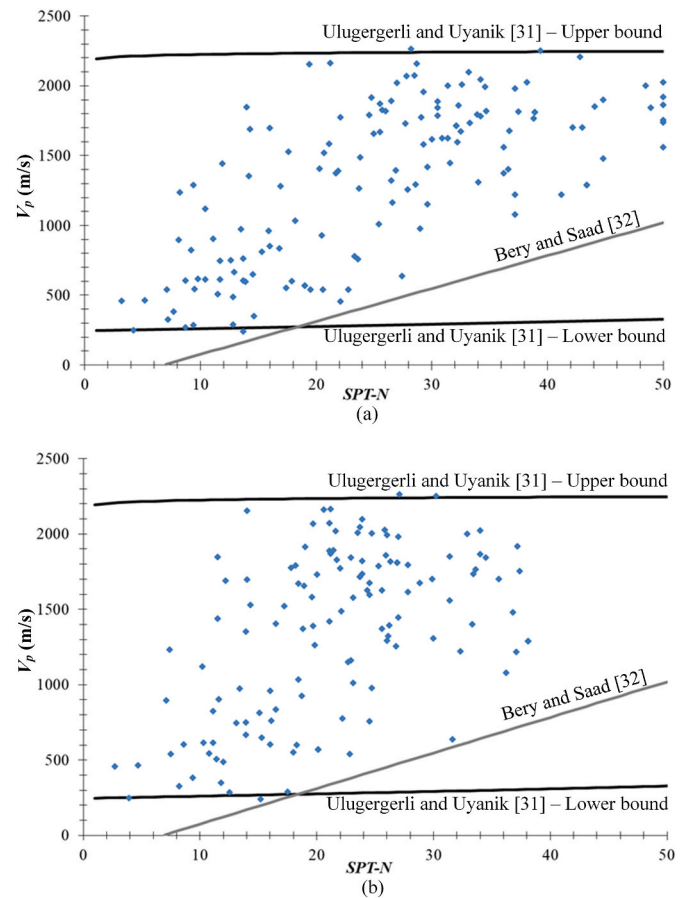 2500
Ulugergerli and Uyanik [31] – Upper bound
2000
1500
Vp (m/s)
1000
Bery and Saad [32]
500
Ulugergerli and Uyanik [31] – Lower bound
0
0 10 20 30 40 50
SPT-N
(a)
2500
Ulugergerli and Uyanik [31] – Upper bound
2000
1500
Vp (m/s)
1000
Bery and Saad [32]
500
Ulugergerli and Uyanik [31] – Lower bound
0
0 10 20 30 40 50
SPT-N
(b)